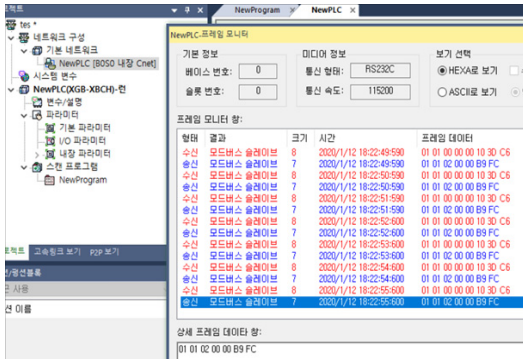 NewProgram
NewPLC
tes *
네트워크 구성
기본 네트워크
NewPLC [B0S0 내장 Cnet]
시스템 변수
NewPLC(XGB-XBCH)-런
변수/설명
파라미터
기본 파라미터
I/O 파라미터
내장 파라미터
스캔 프로그램
NewProgram
고속링크 보기 P2P 보기
사용
션 이름
NewPLC-프레임 모니터
기본 정보
베이스 번호: 0
슬롯 번호: 0
미디어 정보
통신 형태: RS232C
통신 속도: 115200
보기 선택
HEXA로 보기
ASCII로 보기
프레임 모니터 창:
형태 결과 크기 시간 프레임 데이터
수신 모드버스 슬레이브 8 2020/1/12 18:22:49:590 01 01 00 00 00 10 3D C6
송신 모드버스 슬레이브 7 2020/1/12 18:22:49:590 01 01 02 00 00 B9 FC
수신 모드버스 슬레이브 8 2020/1/12 18:22:50:590 01 01 00 00 00 10 3D C6
송신 모드버스 슬레이브 7 2020/1/12 18:22:50:590 01 01 02 00 00 B9 FC
수신 모드버스 슬레이브 8 2020/1/12 18:22:51:590 01 01 00 00 00 10 3D C6
송신 모드버스 슬레이브 7 2020/1/12 18:22:51:590 01 01 02 00 00 B9 FC
수신 모드버스 슬레이브 8 2020/1/12 18:22:52:600 01 01 00 00 00 10 3D C6
송신 모드버스 슬레이브 7 2020/1/12 18:22:52:600 01 01 02 00 00 B9 FC
수신 모드버스 슬레이브 8 2020/1/12 18:22:53:600 01 01 00 00 00 10 3D C6
송신 모드버스 슬레이브 7 2020/1/12 18:22:53:600 01 01 02 00 00 B9 FC
수신 모드버스 슬레이브 8 2020/1/12 18:22:54:600 01 01 00 00 00 10 3D C6
송신 모드버스 슬레이브 7 2020/1/12 18:22:54:600 01 01 02 00 00 B9 FC
수신 모드버스 슬레이브 8 2020/1/12 18:22:55:600 01 01 00 00 00 10 3D C6
송신 모드버스 슬레이브 7 2020/1/12 18:22:55:600 01 01 02 00 00 B9 FC
상세 프레임 데이타 창:
01 01 02 00 00 B9 FC